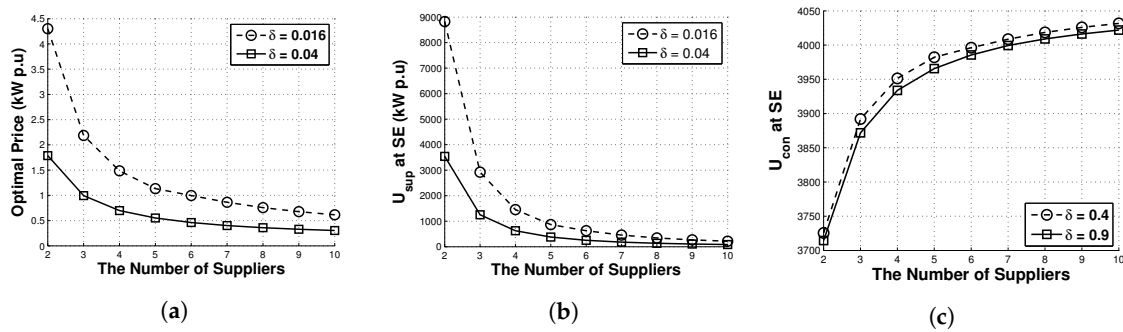 4.5
4
3.5
3
2.5
2
1.5
1
0.5
0
Optimal Price (kW p.u)
δ = 0.016
δ = 0.04
2 3 4 5 6 7 8 9 10
The Number of Suppliers
(a)
9000
8000
7000
6000
5000
4000
3000
2000
1000
0
U_sup at SE (kW p.u)
δ = 0.016
δ = 0.04
2 3 4 5 6 7 8 9 10
The Number of Suppliers
(b)
4050
4000
3950
3900
3850
3800
3750
3700
U_con at SE
δ = 0.4
δ = 0.9
2 3 4 5 6 7 8 9 10
The Number of Suppliers
(c)